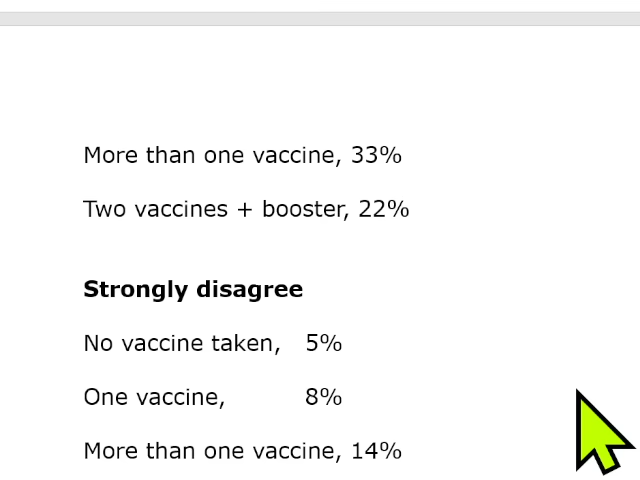 More than one vaccine, 33%
Two vaccines + booster, 22%
Strongly disagree
No vaccine taken, 5%
One vaccine, 8%
More than one vaccine, 14%